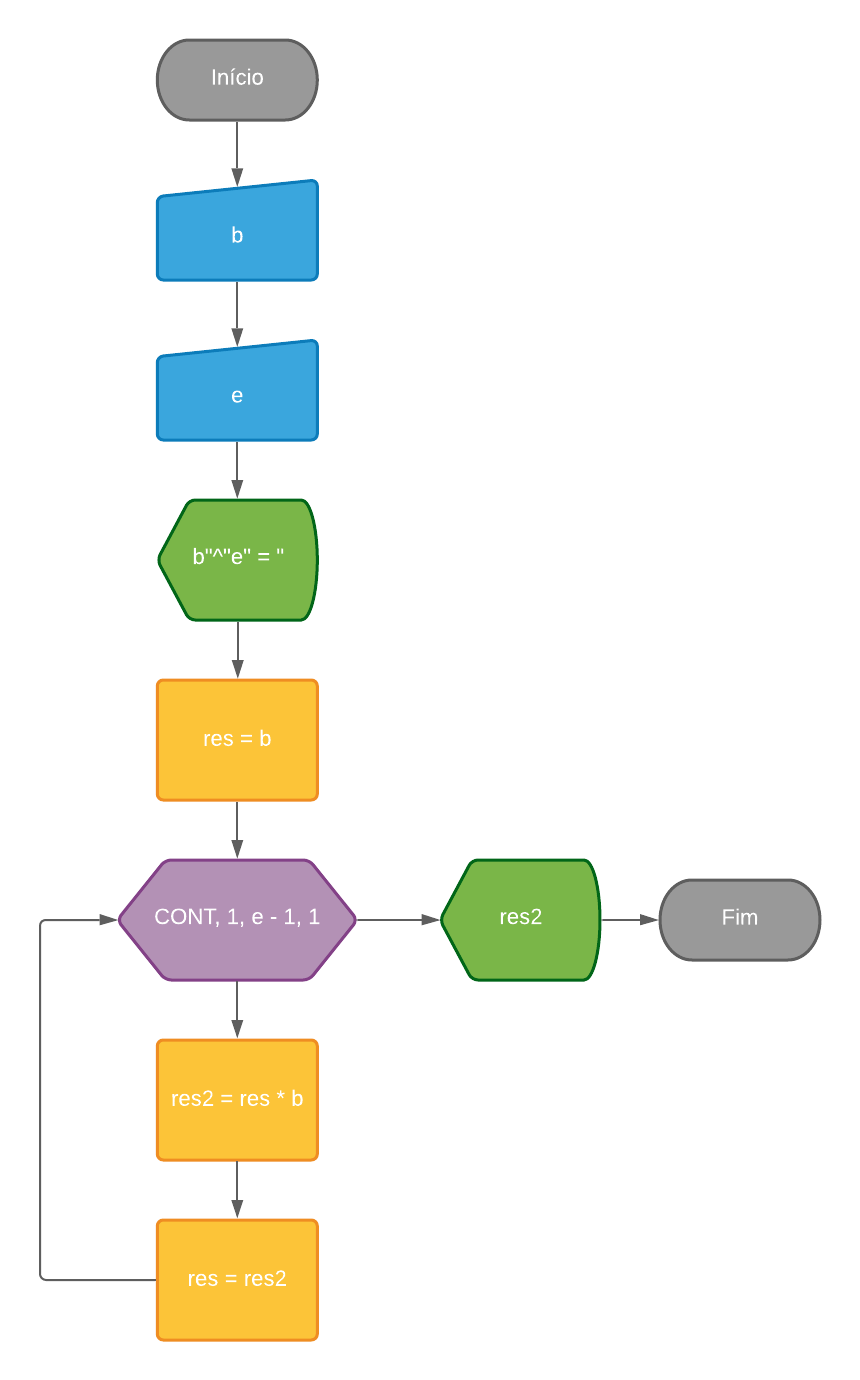 Início
b
e
b"^"e" = "
res = b
CONT, 1, e - 1, 1
res2
Fim
res2 = res * b
res = res2